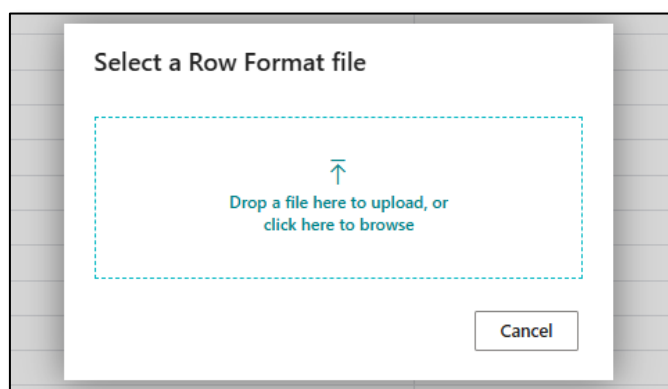 Select a Row Format file
Drop a file here to upload, or
click here to browse
Cancel